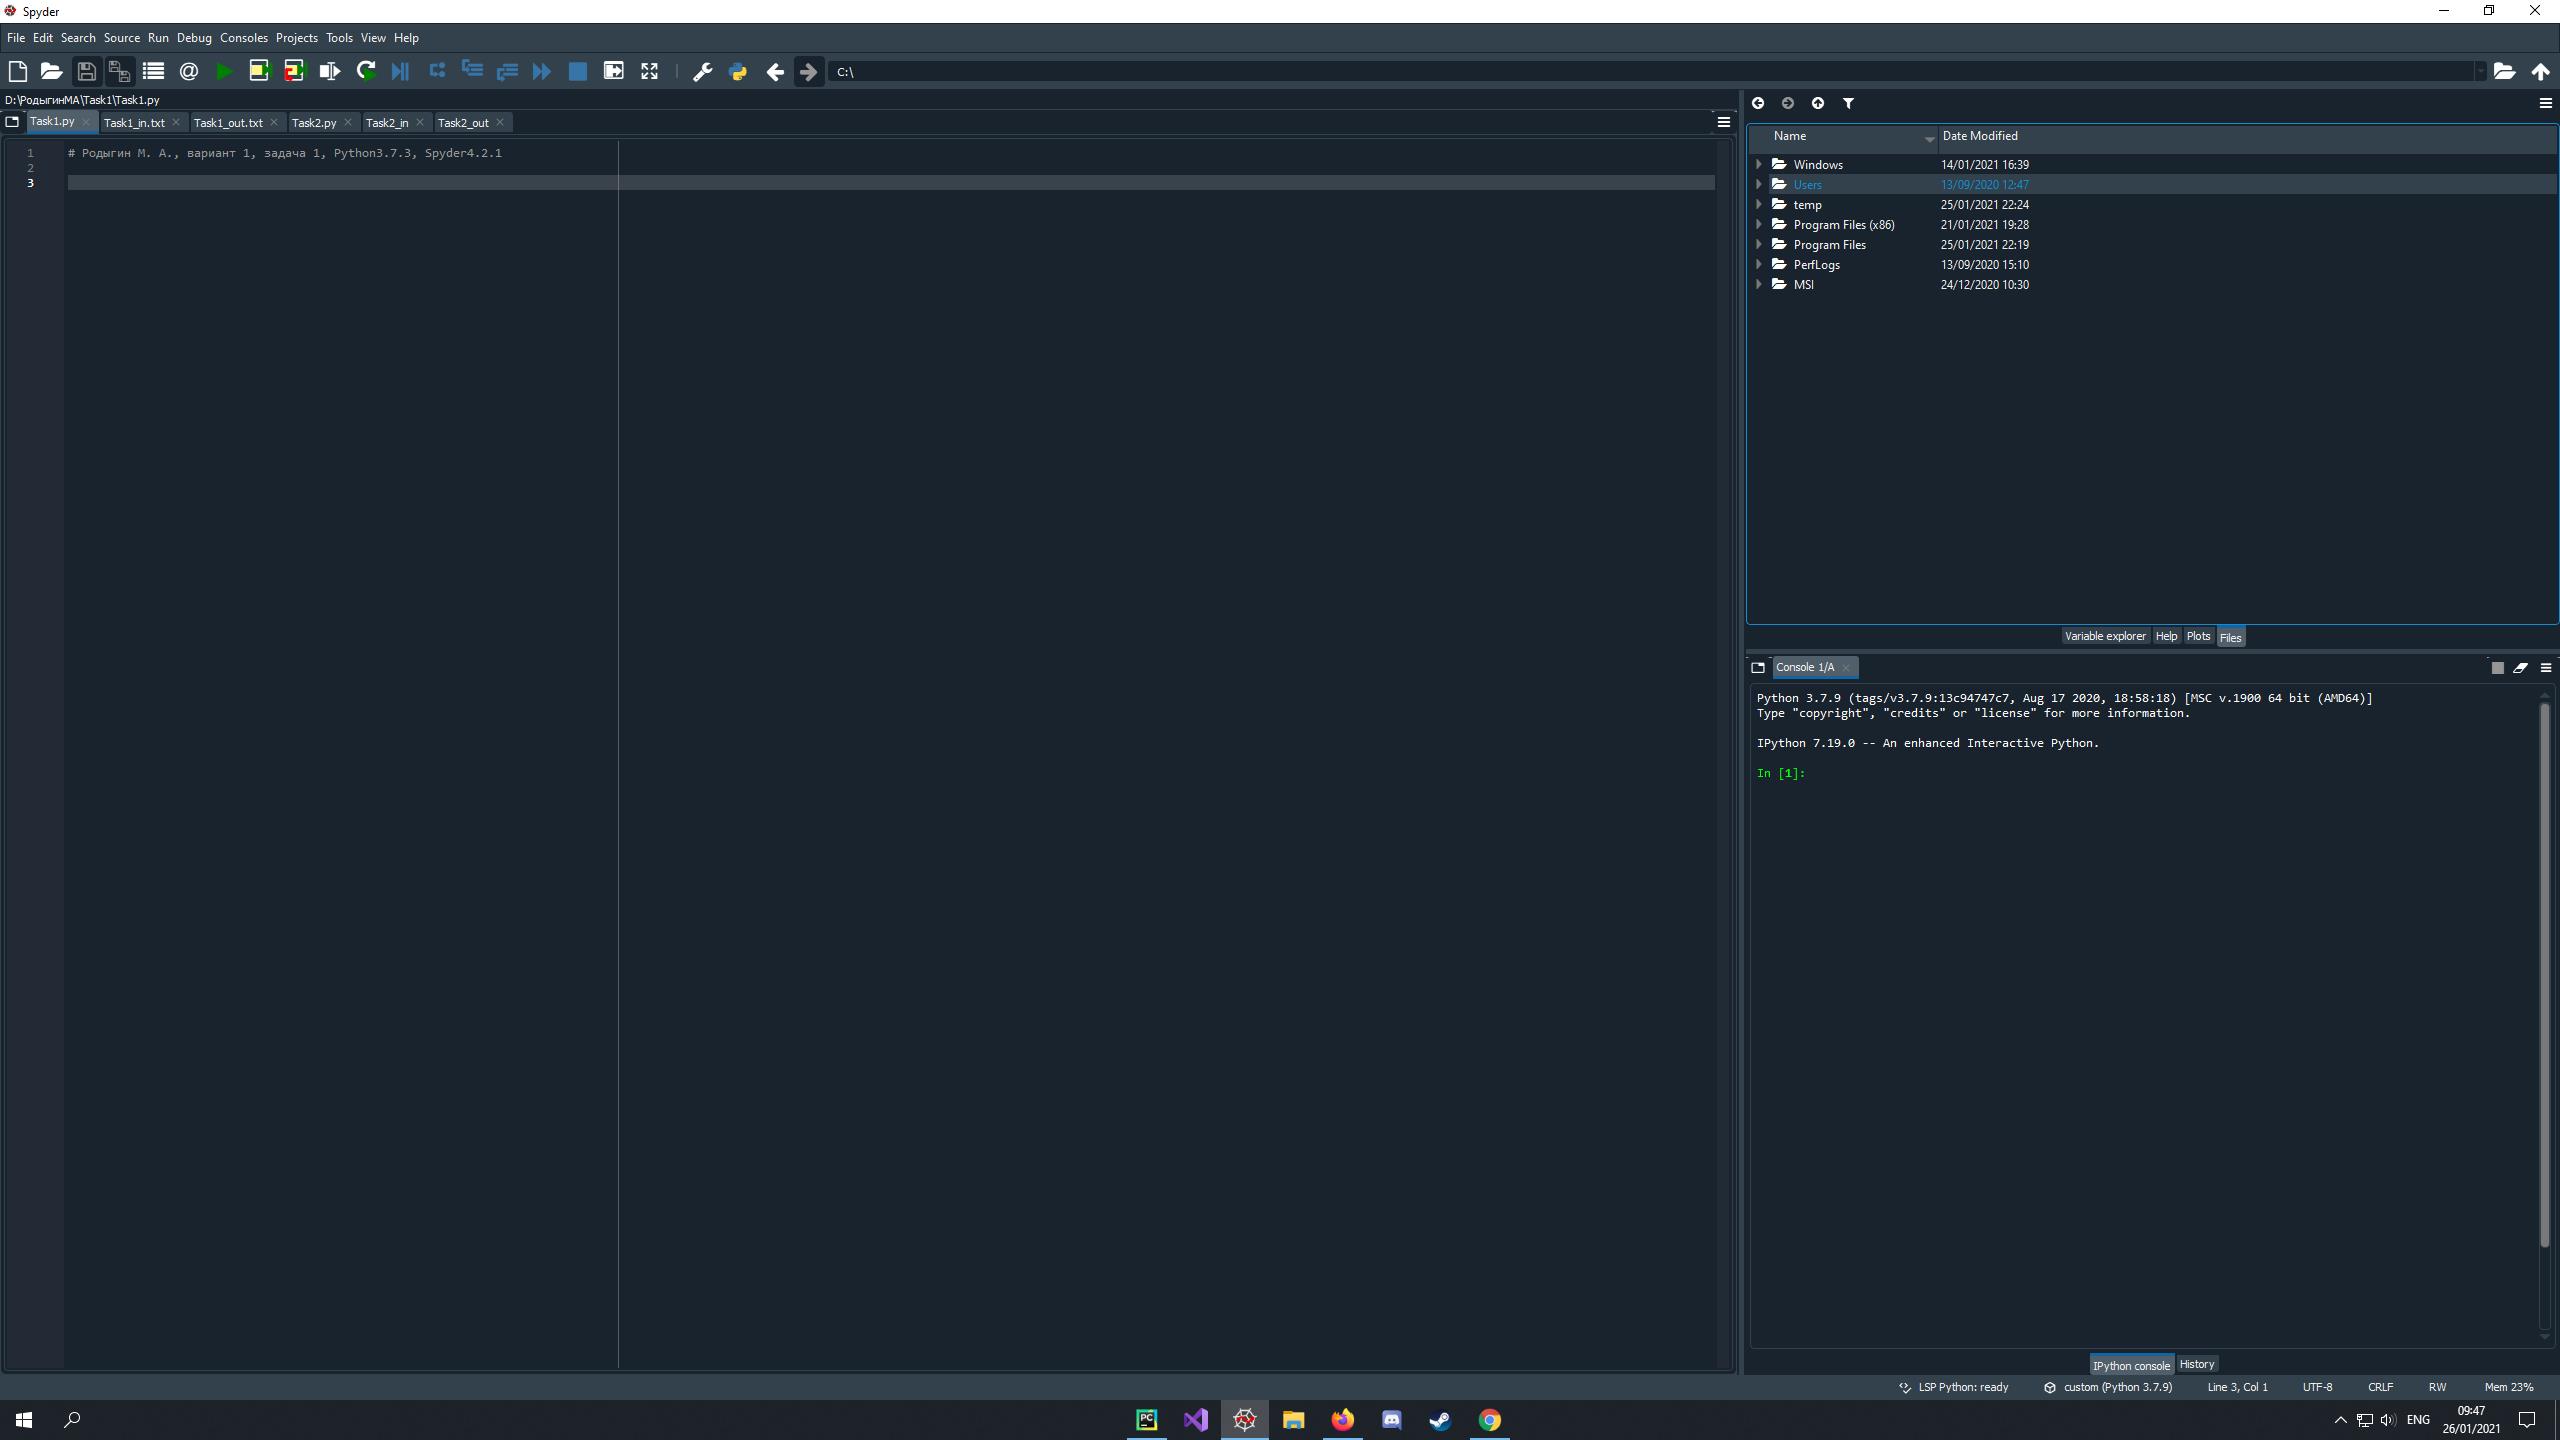 Spyder
File Edit Search Source Run Debug Consoles Projects Tools View Help
C:\
D:\РодыгинМА\Task1\Task1.py
Task1.py Task1_in.txt Task1_out.txt Task2.py Task2_in Task2_out
1 # Родыгин М. А., вариант 1, задача 1, Python3.7.3, Spyder4.2.1
2
3
Name Date Modified
Windows 14/01/2021 16:39
Users 13/09/2020 12:47
temp 25/01/2021 22:24
Program Files (x86) 21/01/2021 19:28
Program Files 25/01/2021 22:19
PerfLogs 13/09/2020 15:10
MSI 24/12/2020 10:30
Variable explorer Help Plots Files
Console 1/A
Python 3.7.9 (tags/v3.7.9:13c94747c7, Aug 17 2020, 18:58:18) [MSC v.1900 64 bit (AMD64)]
Type "copyright", "credits" or "license" for more information.
IPython 7.19.0 -- An enhanced Interactive Python.
In [1]:
IPython console History
LSP Python: ready custom (Python 3.7.9) Line 3, Col 1 UTF-8 CRLF RW Mem 23%
PC
ENG
09:47
26/01/2021